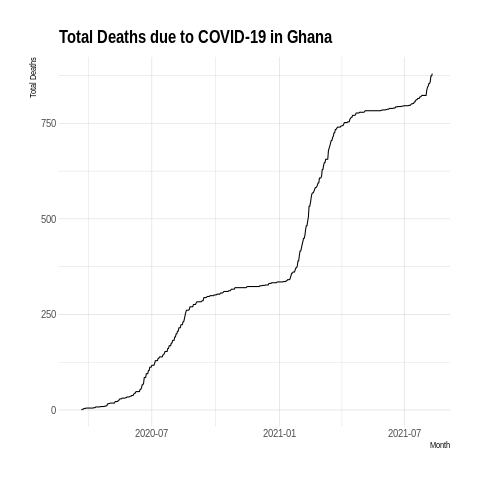 Total Deaths due to COVID-19 in Ghana
Total Deaths
750
500
250
0
2020-07
2021-01
2021-07
Month